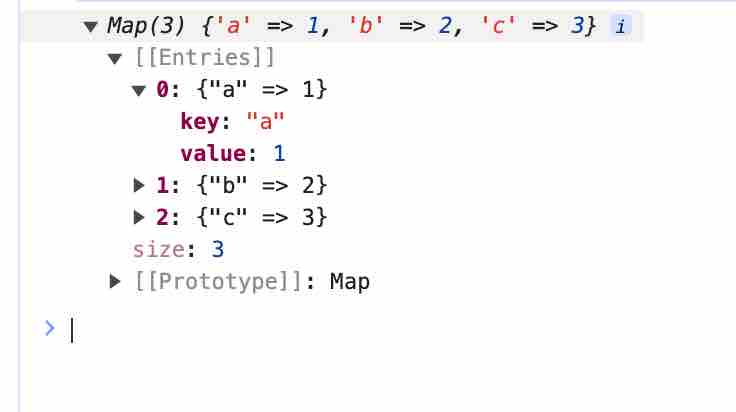 ▼ Map(3) {'a' => 1, 'b' => 2, 'c' => 3} i
▼ [[Entries]]
▼ 0: {"a" => 1}
key: "a"
value: 1
▶ 1: {"b" => 2}
▶ 2: {"c" => 3}
size: 3
▶ [[Prototype]]: Map
>